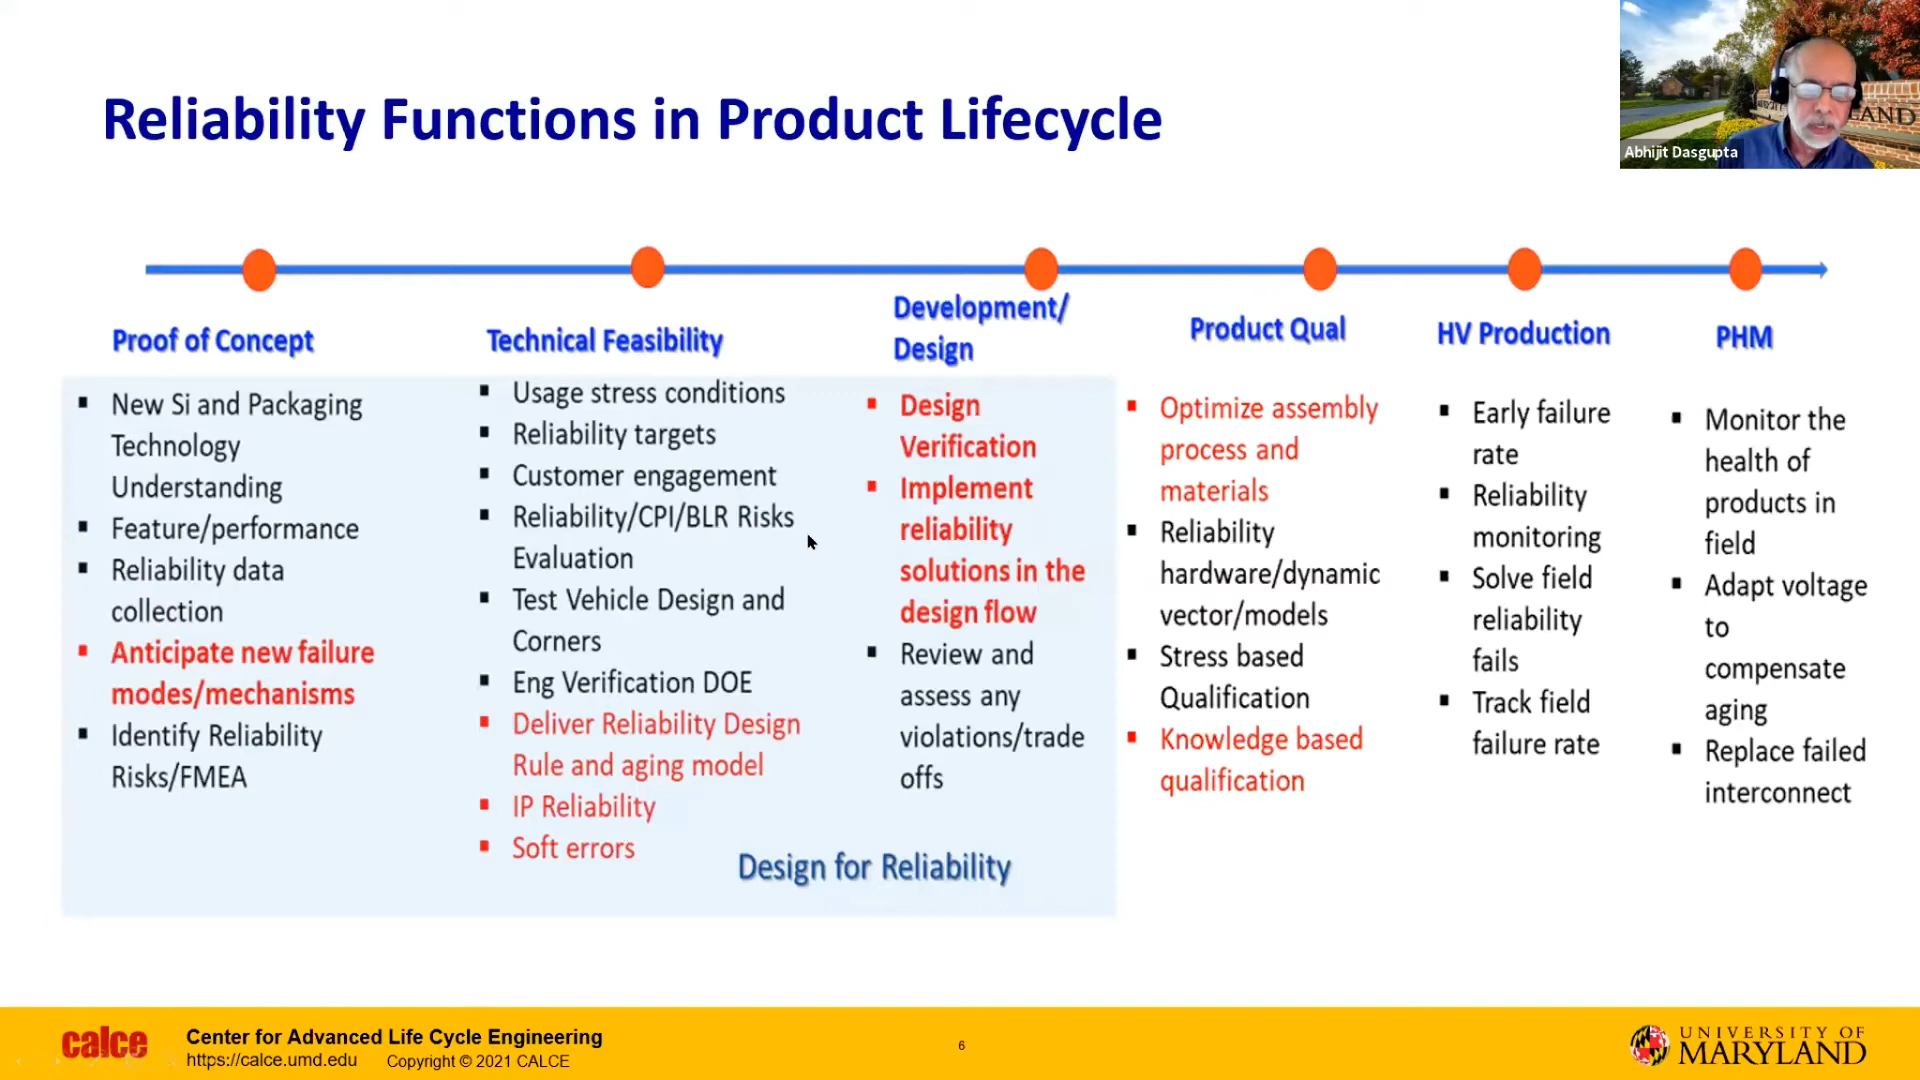 Reliability Functions in Product Lifecycle
LAND
Abhijit Dasgupta
Proof of Concept
New Si and Packaging
Technology
Understanding
Feature/performance
Reliability data
collection
Anticipate new failure
modes/mechanisms
Identify Reliability
Risks/FMEA
Technical Feasibility
Usage stress conditions
Reliability targets
Customer engagement
Reliability/CPI/BLR Risks
Evaluation
Test Vehicle Design and
Corners
Eng Verification DOE
Deliver Reliability Design
Rule and aging model
IP Reliability
Soft errors
Development/
Design
Design
Verification
Implement
reliability
solutions in the
design flow
Review and
assess any
violations/trade
offs
Design for Reliability
Product Qual
Optimize assembly
process and
materials
Reliability
hardware/dynamic
vector/models
Stress based
Qualification
Knowledge based
qualification
HV Production
Early failure
rate
Reliability
monitoring
Solve field
reliability
fails
Track field
failure rate
PHM
Monitor the
health of
products in
field
Adapt voltage
to
compensate
aging
Replace failed
interconnect
calce
Center for Advanced Life Cycle Engineering
https://calce.umd.edu Copyright © 2021 CALCE
6
UNIVERSITY OF
MARYLAND